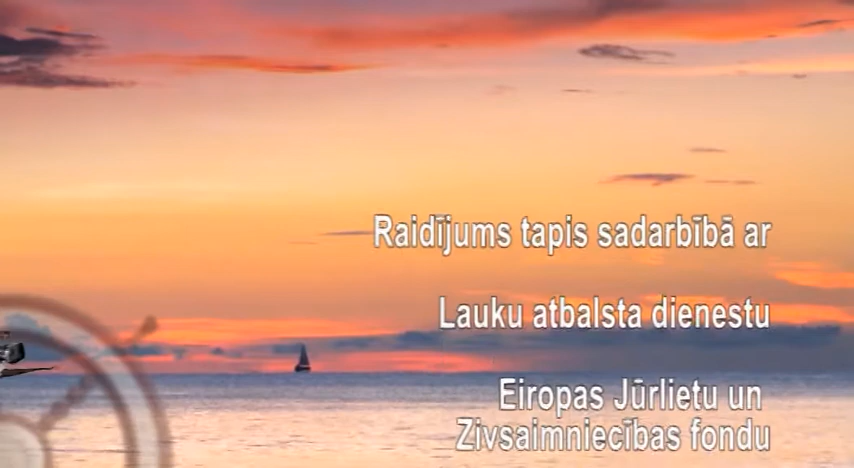 Raidījums tapis sadarbībā ar
Lauku atbalsta dienestu
Eiropas Jūrlietu un
Zivsaimniecības fondu